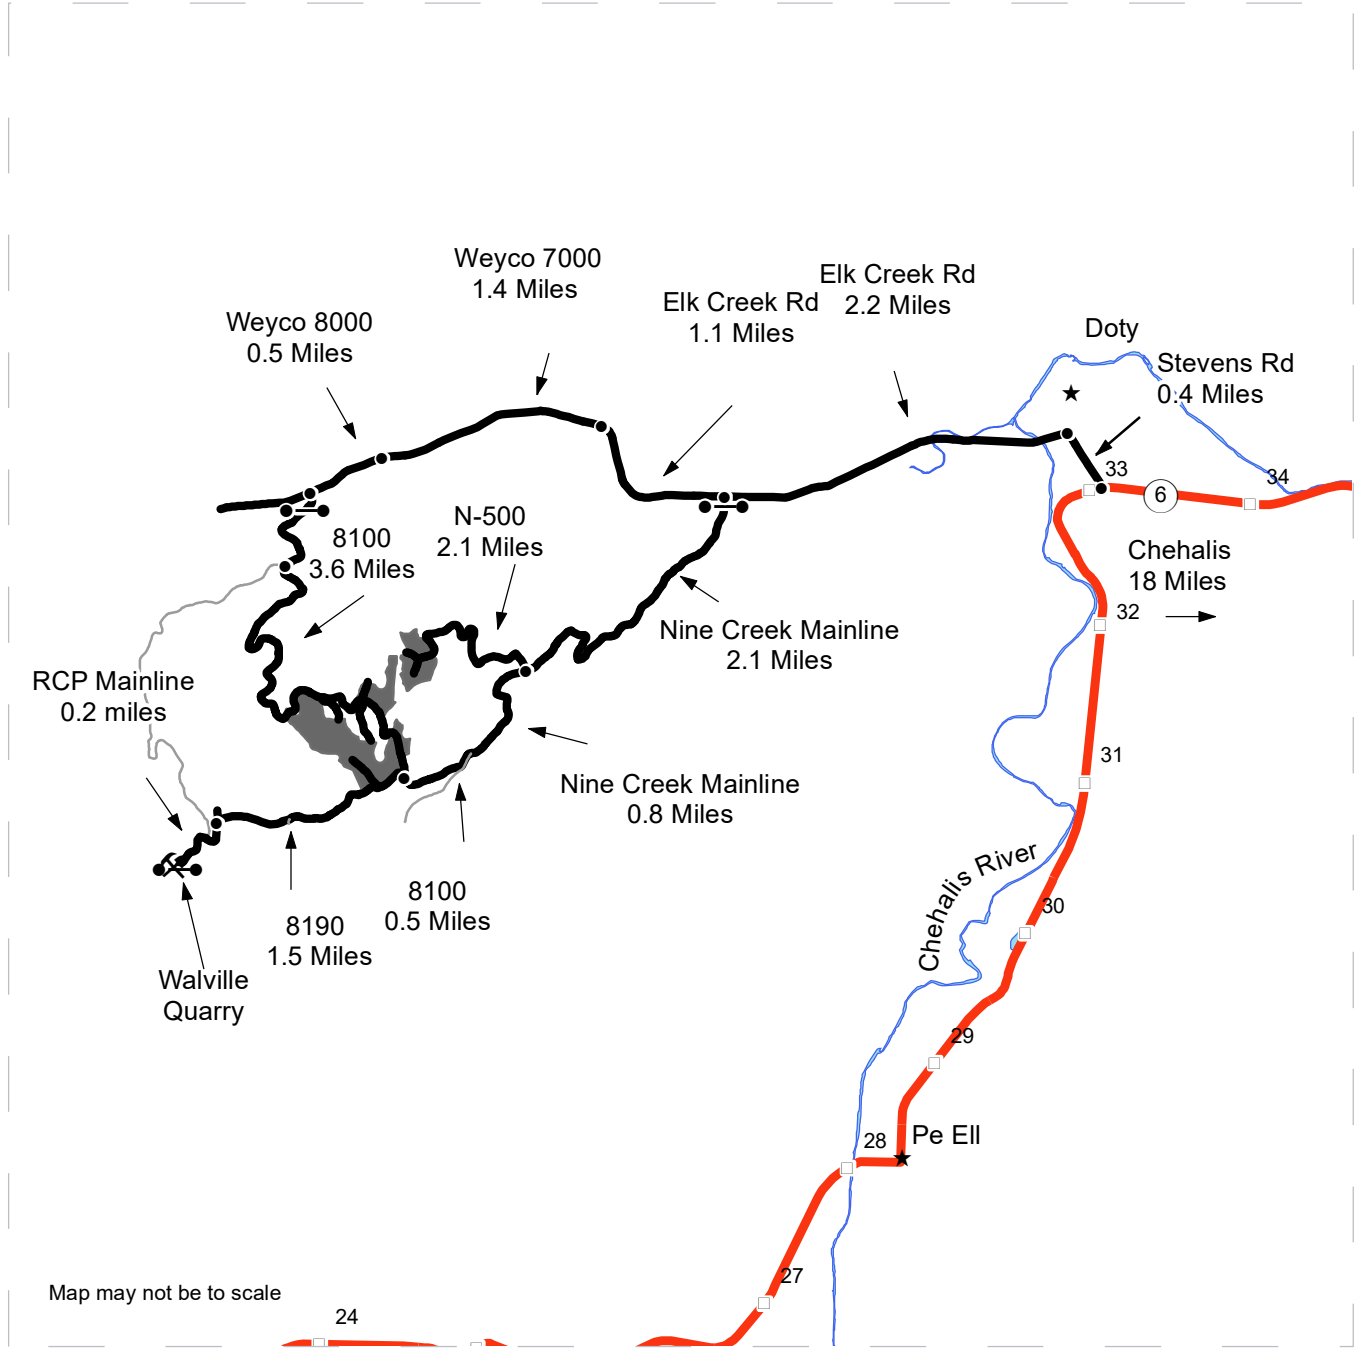 Weyco 7000
1.4 Miles
Elk Creek Rd
2.2 Miles
Elk Creek Rd
1.1 Miles
Weyco 8000
0.5 Miles
Doty
Stevens Rd
0.4 Miles
33
34
6
N-500
2.1 Miles
8100
3.6 Miles
Chehalis
18 Miles
32
Nine Creek Mainline
2.1 Miles
RCP Mainline
0.2 miles
31
Nine Creek Mainline
0.8 Miles
Chehalis River
8100
0.5 Miles
30
8190
1.5 Miles
Walville
Quarry
29
28
Pe Ell
27
Map may not be to scale
24